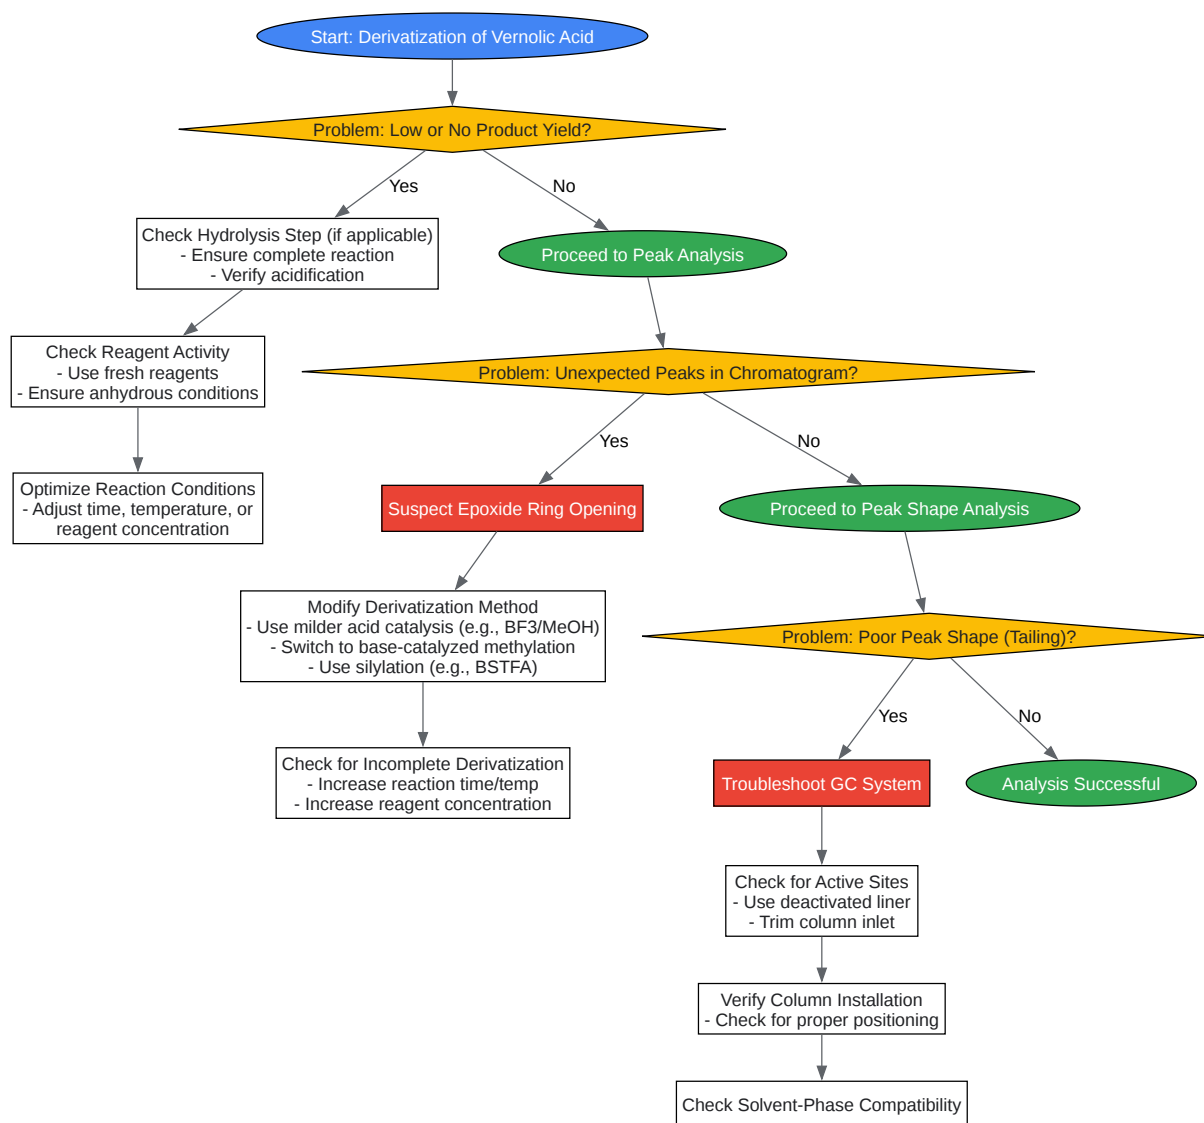 Start: Derivatization of Vernolic Acid
Problem: Low or No Product Yield?
Yes
No
Check Hydrolysis Step (if applicable)
- Ensure complete reaction
- Verify acidification
Proceed to Peak Analysis
Check Reagent Activity
- Use fresh reagents
- Ensure anhydrous conditions
Problem: Unexpected Peaks in Chromatogram?
Yes
No
Optimize Reaction Conditions
- Adjust time, temperature, or
reagent concentration
Suspect Epoxide Ring Opening
Proceed to Peak Shape Analysis
Modify Derivatization Method
- Use milder acid catalysis (e.g., BF3/MeOH)
- Switch to base-catalyzed methylation
- Use silylation (e.g., BSTFA)
Problem: Poor Peak Shape (Tailing)?
Yes
No
Check for Incomplete Derivatization
- Increase reaction time/temp
- Increase reagent concentration
Troubleshoot GC System
Analysis Successful
Check for Active Sites
- Use deactivated liner
- Trim column inlet
Verify Column Installation
- Check for proper positioning
Check Solvent-Phase Compatibility